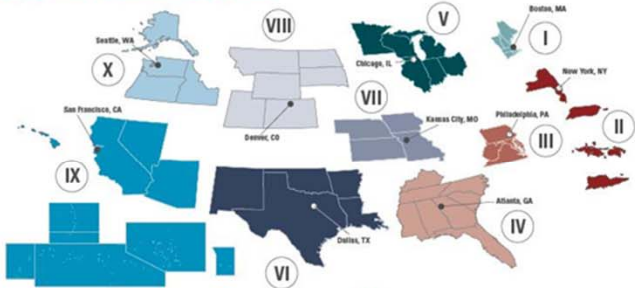 Boston, MA
I
V
VIII
Seattle, WA
X
Chicago, IL
New York, NY
VII
San Francisco, CA
Denver, CO
Kansas City, MO
Philadelphia, PA
II
III
IX
Atlanta, GA
IV
Dallas, TX
VI